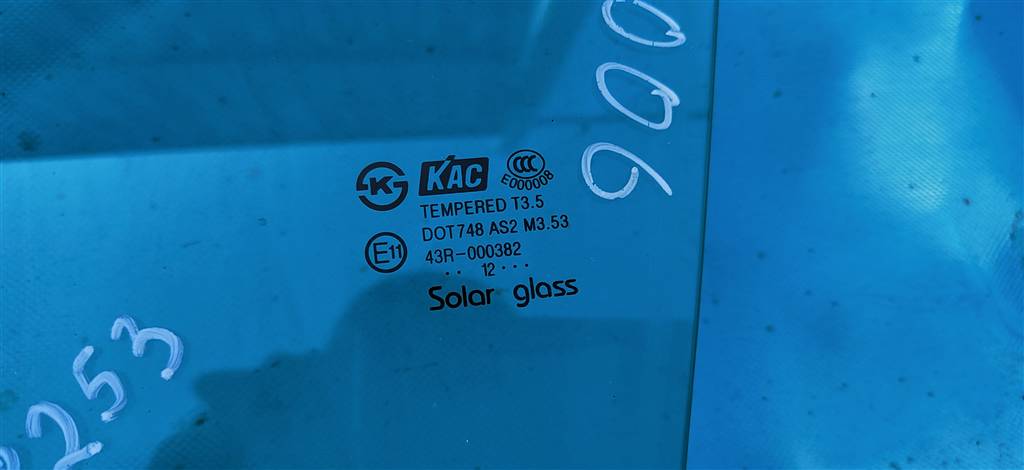 900
K KAC CCC
E000008
TEMPERED T3.5
DOT748 AS2 M3.53
E11 43R-000382
·· 12 ···
Solar glass
253